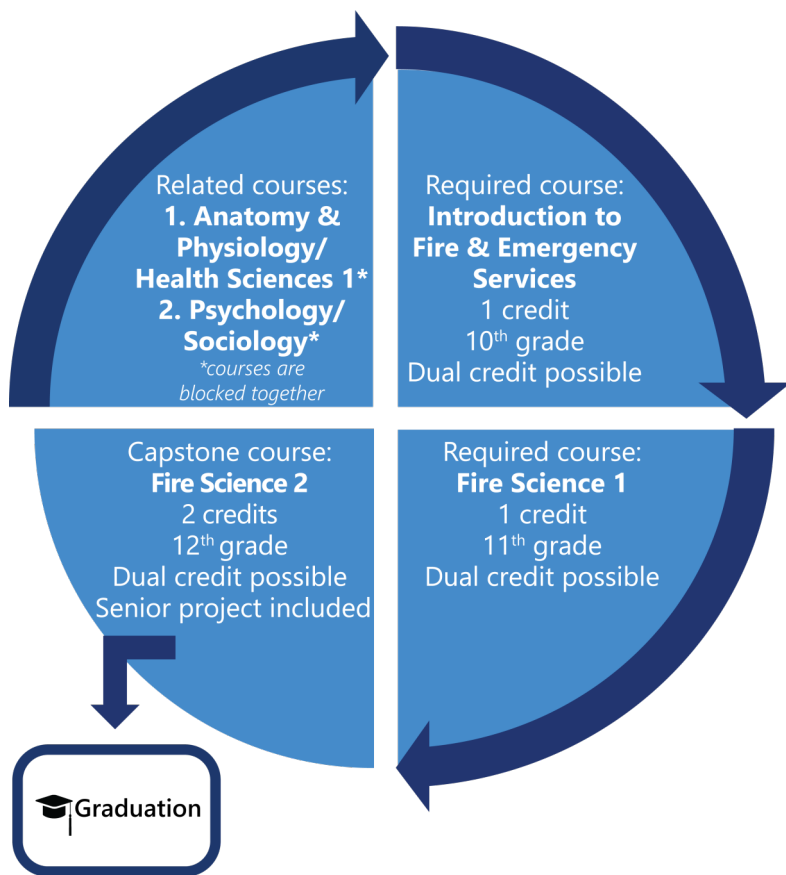 Related courses:
1. Anatomy &
Physiology/
Health Sciences 1*
2. Psychology/
Sociology*
*courses are
blocked together
Required course:
Introduction to
Fire & Emergency
Services
1 credit
10th grade
Dual credit possible
Required course:
Fire Science 1
1 credit
11th grade
Dual credit possible
Capstone course:
Fire Science 2
2 credits
12th grade
Dual credit possible
Senior project included
Graduation